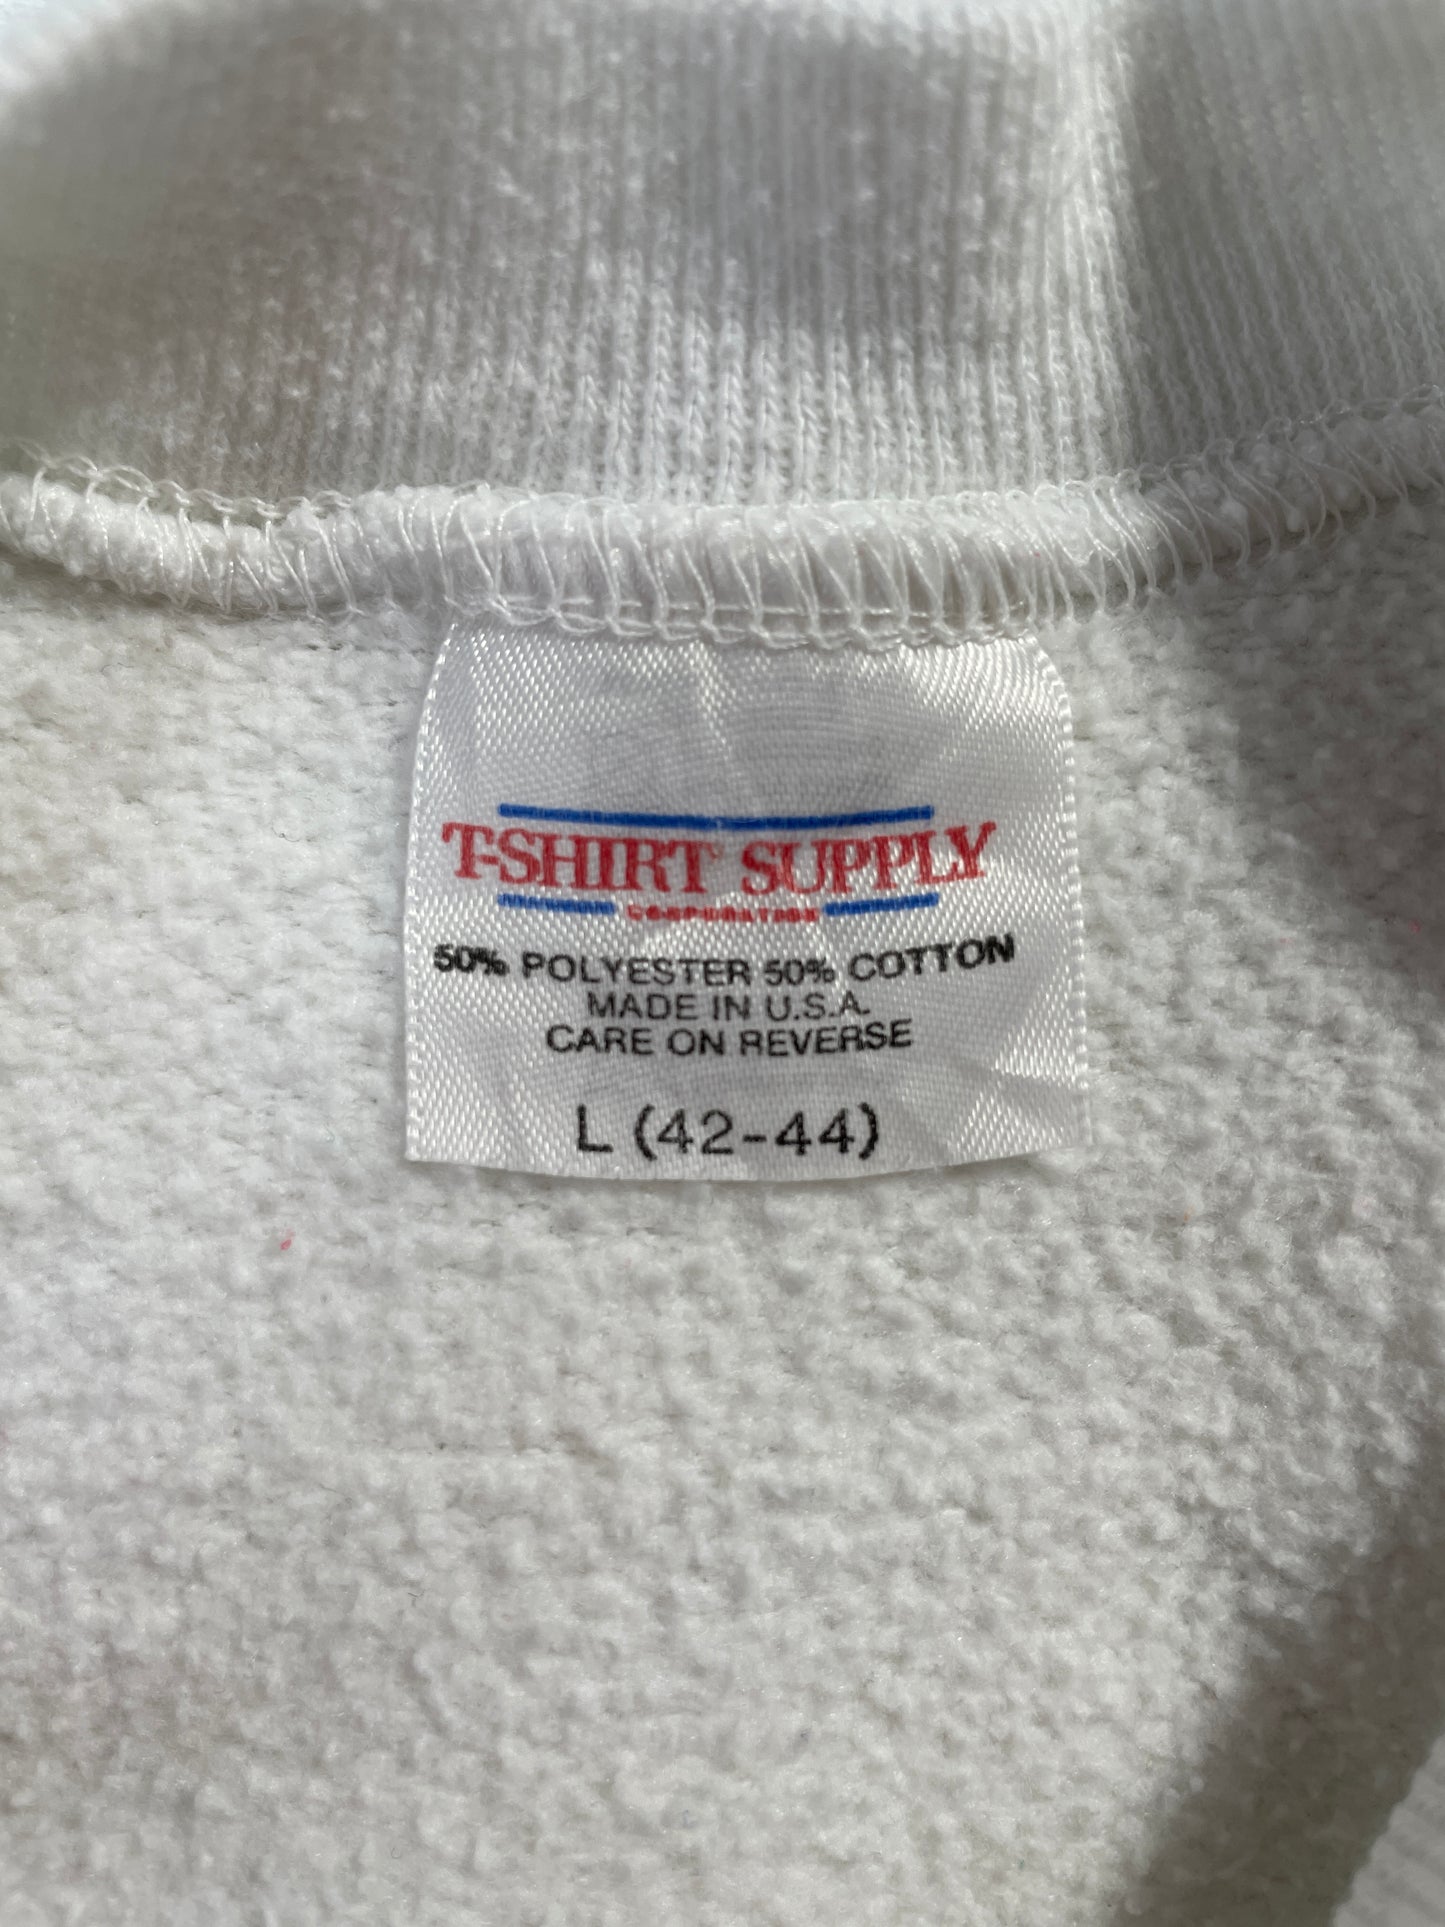 T-SHIRT SUPPLY
CORPORATION
50% POLYESTER 50% COTTON
MADE IN U.S.A.
CARE ON REVERSE
L (42-44)